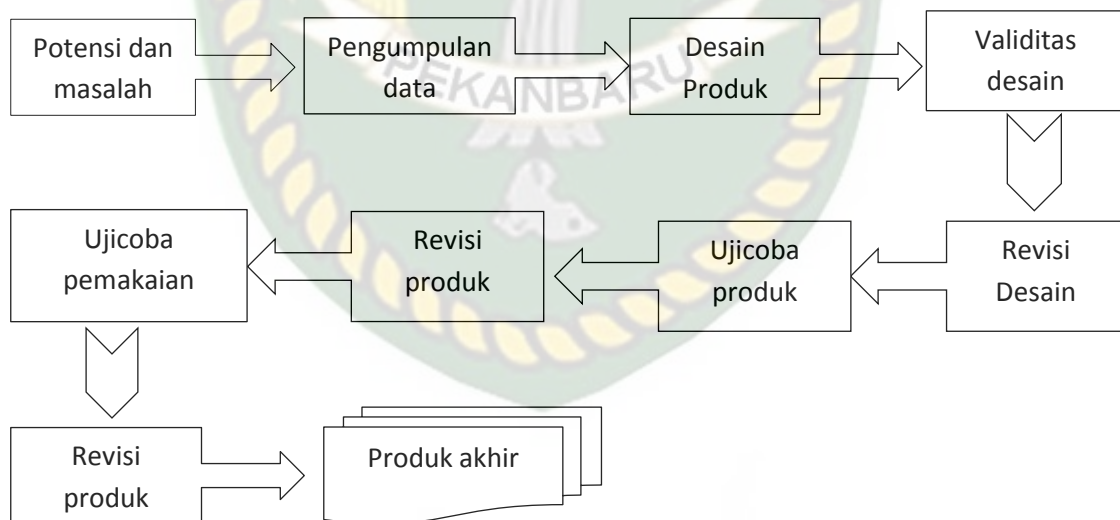 Potensi dan
masalah
Pengumpulan
data
Desain
Produk
Validitas
desain
PEKANBARU
Ujicoba
pemakaian
Revisi
produk
Ujicoba
produk
Revisi
Desain
Revisi
produk
Produk akhir